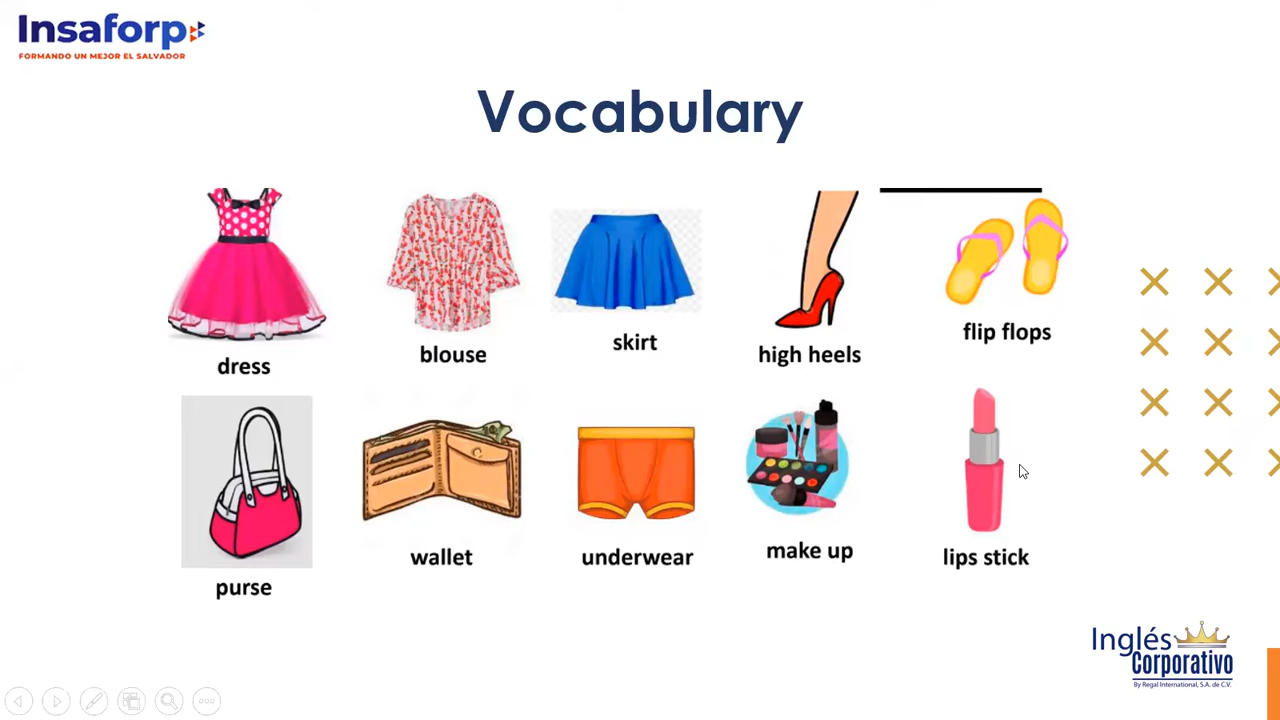 Insaforp
FORMANDO UN MEJOR EL SALVADOR
Vocabulary
dress
blouse
skirt
high heels
flip flops
purse
wallet
underwear
make up
lips stick
Inglés
Corporativo
By Regal International, S.A. de C.V.